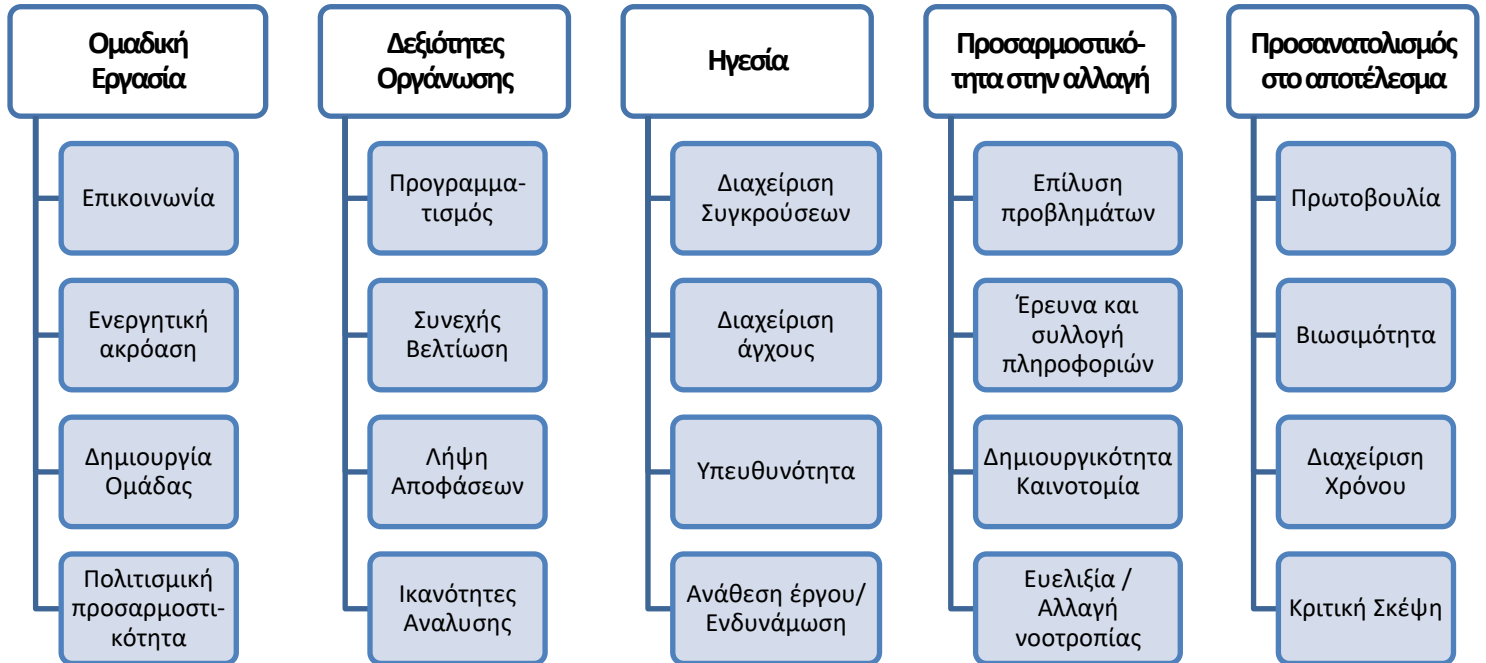 Ομαδική
Εργασία
Επικοινωνία
Ενεργητική
ακρόαση
Δημιουργία
Ομάδας
Πολιτισμική
προσαρμοστι-
κότητα
Δεξιότητες
Οργάνωσης
Προγραμμα-
τισμός
Συνεχής
Βελτίωση
Λήψη
Αποφάσεων
Ικανότητες
Αναλυσης
Ηγεσία
Διαχείριση
Συγκρούσεων
Διαχείριση
άγχους
Υπευθυνότητα
Ανάθεση έργου/
Ενδυνάμωση
Προσαρμοστικό-
τητα στην αλλαγή
Επίλυση
προβλημάτων
Έρευνα και
συλλογή
πληροφοριών
Δημιουργικότητα
Καινοτομία
Ευελιξία /
Αλλαγή
νοοτροπίας
Προσανατολισμός
στο αποτέλεσμα
Πρωτοβουλία
Βιωσιμότητα
Διαχείριση
Χρόνου
Κριτική Σκέψη